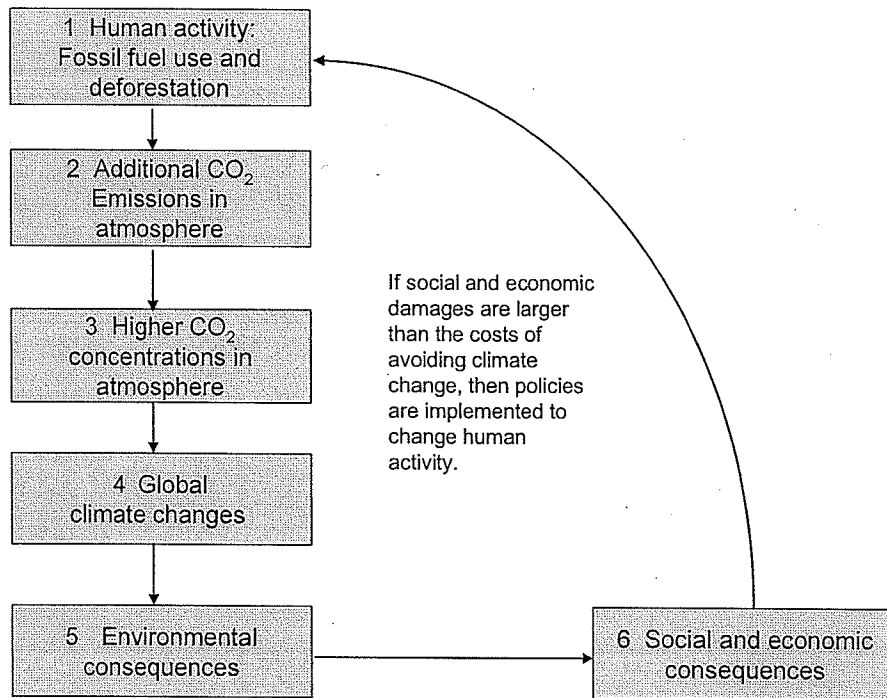 1 Human activity:
Fossil fuel use and
deforestation
2 Additional CO₂
Emissions in
atmosphere
3 Higher CO₂
concentrations in
atmosphere
4 Global
climate changes
5 Environmental
consequences
6 Social and economic
consequences
If social and economic
damages are larger
than the costs of
avoiding climate
change, then policies
are implemented to
change human
activity.